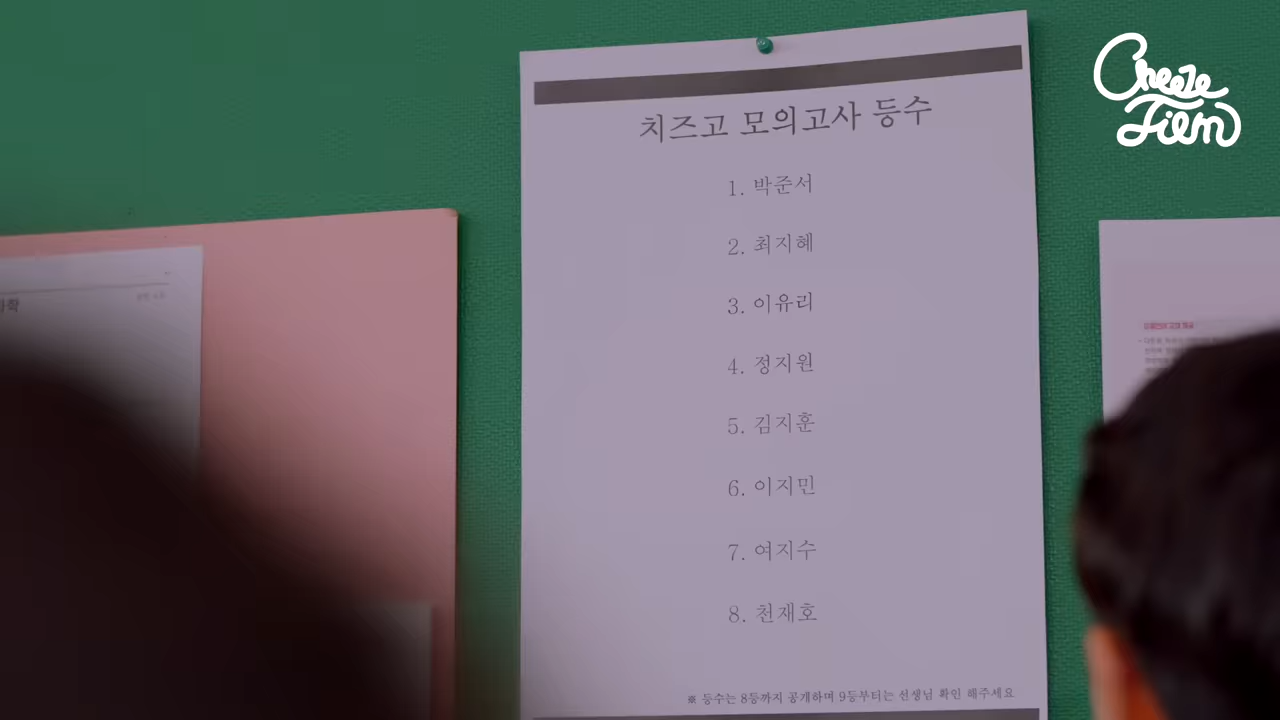 Cheeze
Film
치즈고 모의고사 등수
1. 박준서
2. 최지혜
3. 이유리
4. 정지원
5. 김지훈
6. 이지민
7. 여지수
8. 천재호
※ 등수는 8등까지 공개하며 9등부터는 선생님 확인 해주세요